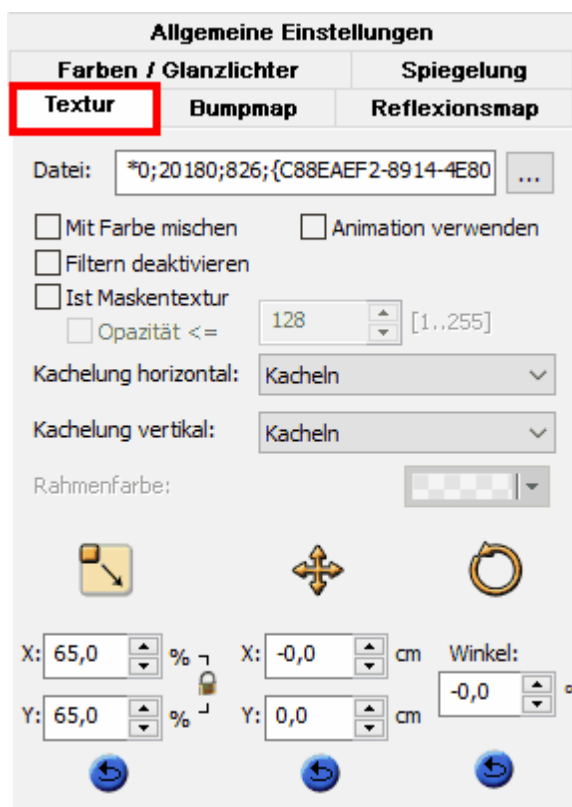 Allgemeine Einstellungen
Farben / Glanzlichter Spiegelung
Textur Bumpmap Reflexionsmap
Datei: *0;20180;826;{C88EAEF2-8914-4E80 ...
Mit Farbe mischen Animation verwenden
Filtern deaktivieren
Ist Maskentextur
Opazität <= 128 [1..255]
Kachelung horizontal: Kacheln
Kachelung vertikal: Kacheln
Rahmenfarbe:
X: 65,0 % X: -0,0 cm Winkel:
-0,0 °
Y: 65,0 % Y: 0,0 cm